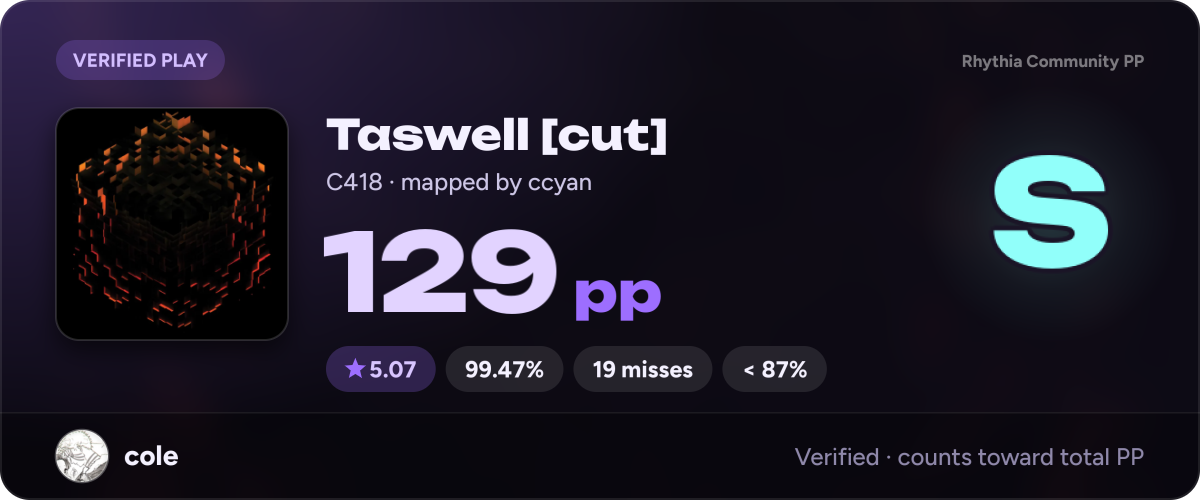 VERIFIED PLAY
Rhythia Community PP
Taswell [cut]
C418 · mapped by ccyan
129 pp
S
★ 5.07
99.47%
19 misses
< 87%
cole
Verified · counts toward total PP